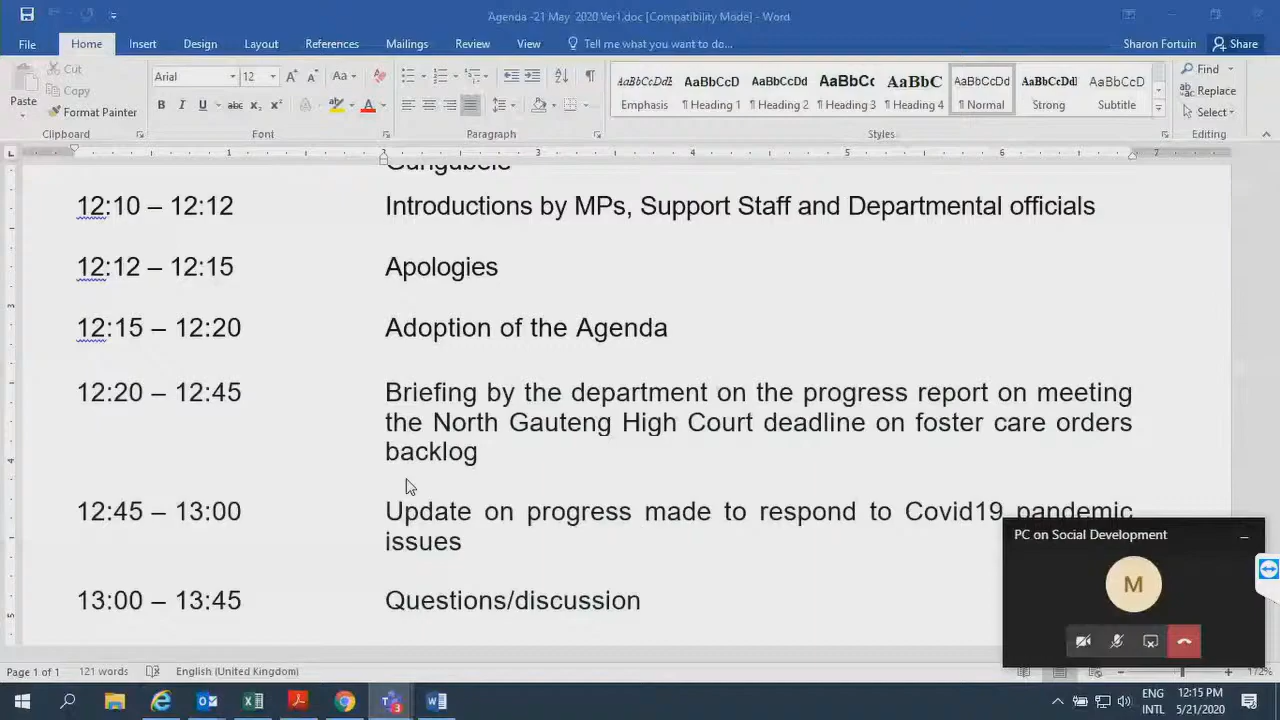 Agenda -21 May 2020 Ver1.doc [Compatibility Mode] - Word
File Home Insert Design Layout References Mailings Review View Tell me what you want to do... Sharon Fortuin Share
Paste
Cut
Copy
Format Painter
Clipboard
Arial 12
Font
Paragraph
AaBbCcDdE AaBbCcD AaBbCcDd AaBbCc AaBbC AaBbCcDd AaBbCcDdI AaBbCcD
Emphasis ¶ Heading 1 ¶ Heading 2 ¶ Heading 3 ¶ Heading 4 ¶ Normal Strong Subtitle
Styles
Find
Replace
Select
Editing
12:10 – 12:12 Introductions by MPs, Support Staff and Departmental officials
12:12 – 12:15 Apologies
12:15 – 12:20 Adoption of the Agenda
12:20 – 12:45 Briefing by the department on the progress report on meeting
the North Gauteng High Court deadline on foster care orders
backlog
12:45 – 13:00 Update on progress made to respond to Covid19 pandemic
issues
13:00 – 13:45 Questions/discussion
PC on Social Development
M
Page 1 of 1 121 words English (United Kingdom) 172%
ENG
INTL
12:15 PM
5/21/2020